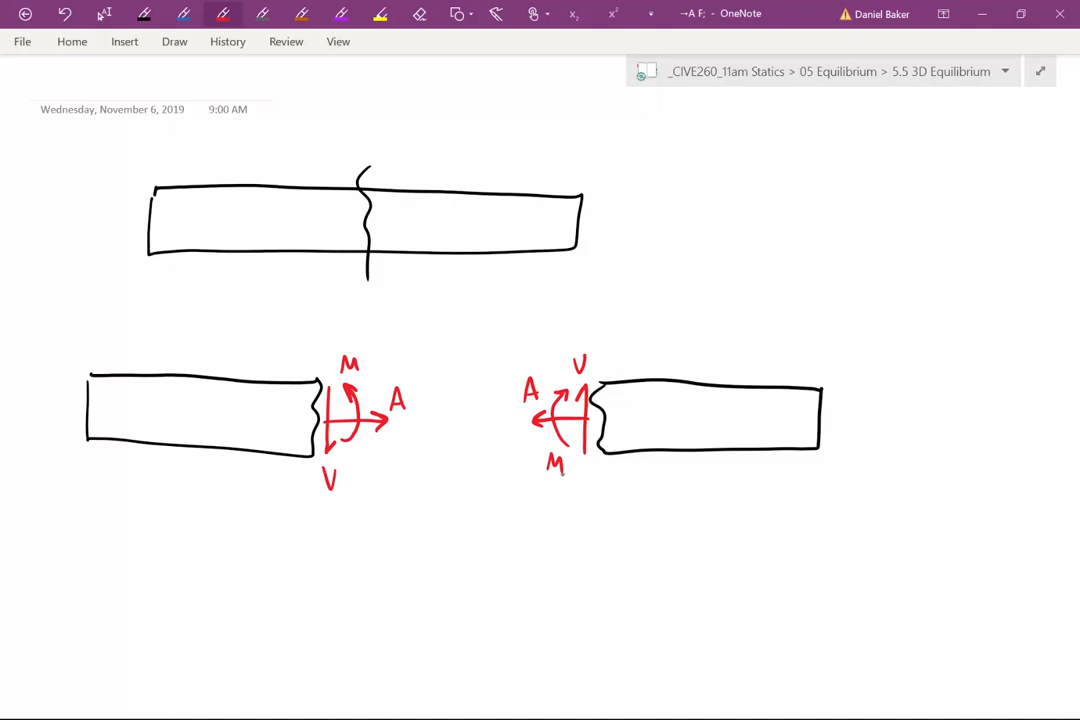 →A F; - OneNote
Daniel Baker
File Home Insert Draw History Review View
_CIVE260_11am Statics > 05 Equilibrium > 5.5 3D Equilibrium
Wednesday, November 6, 2019 9:00 AM
M
A
V
V
A
M